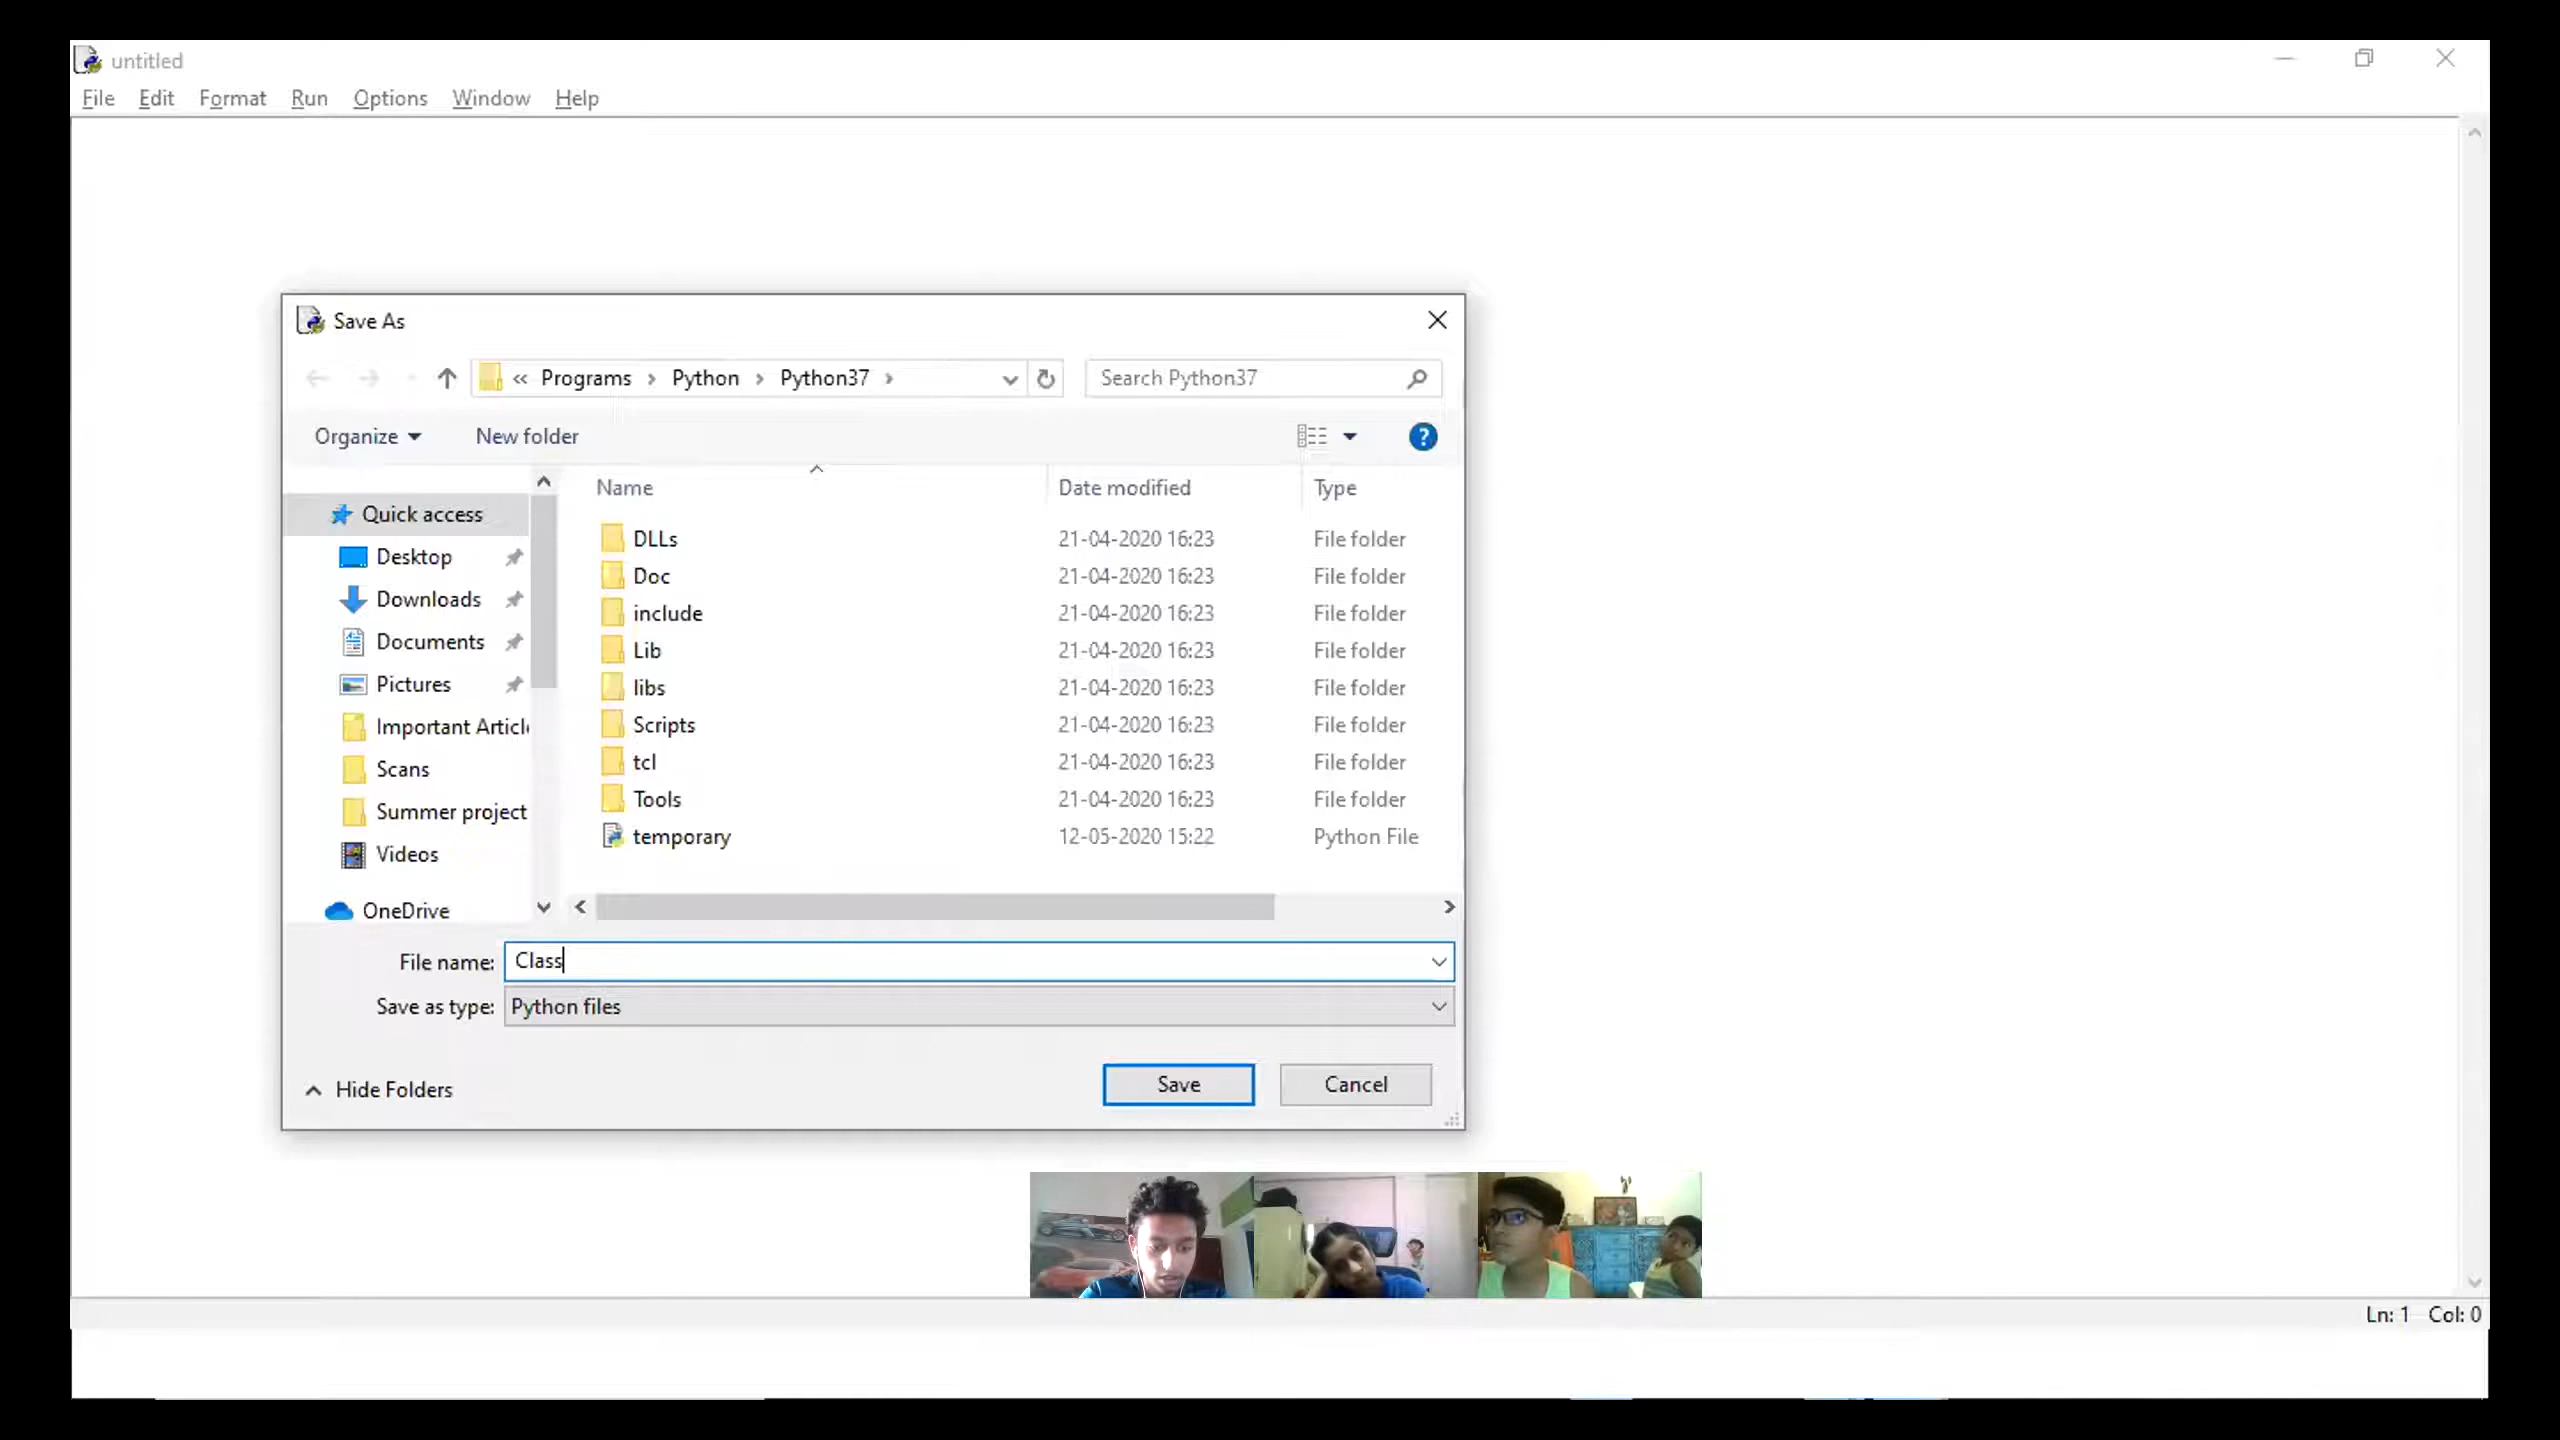 untitled
File Edit Format Run Options Window Help
Save As
« Programs › Python › Python37 › Search Python37
Organize New folder
Name Date modified Type
Quick access
Desktop
Downloads
Documents
Pictures
Important Article
Scans
Summer project
Videos
OneDrive
DLLs 21-04-2020 16:23 File folder
Doc 21-04-2020 16:23 File folder
include 21-04-2020 16:23 File folder
Lib 21-04-2020 16:23 File folder
libs 21-04-2020 16:23 File folder
Scripts 21-04-2020 16:23 File folder
tcl 21-04-2020 16:23 File folder
Tools 21-04-2020 16:23 File folder
temporary 12-05-2020 15:22 Python File
File name: Class
Save as type: Python files
Hide Folders Save Cancel
Ln: 1 Col: 0